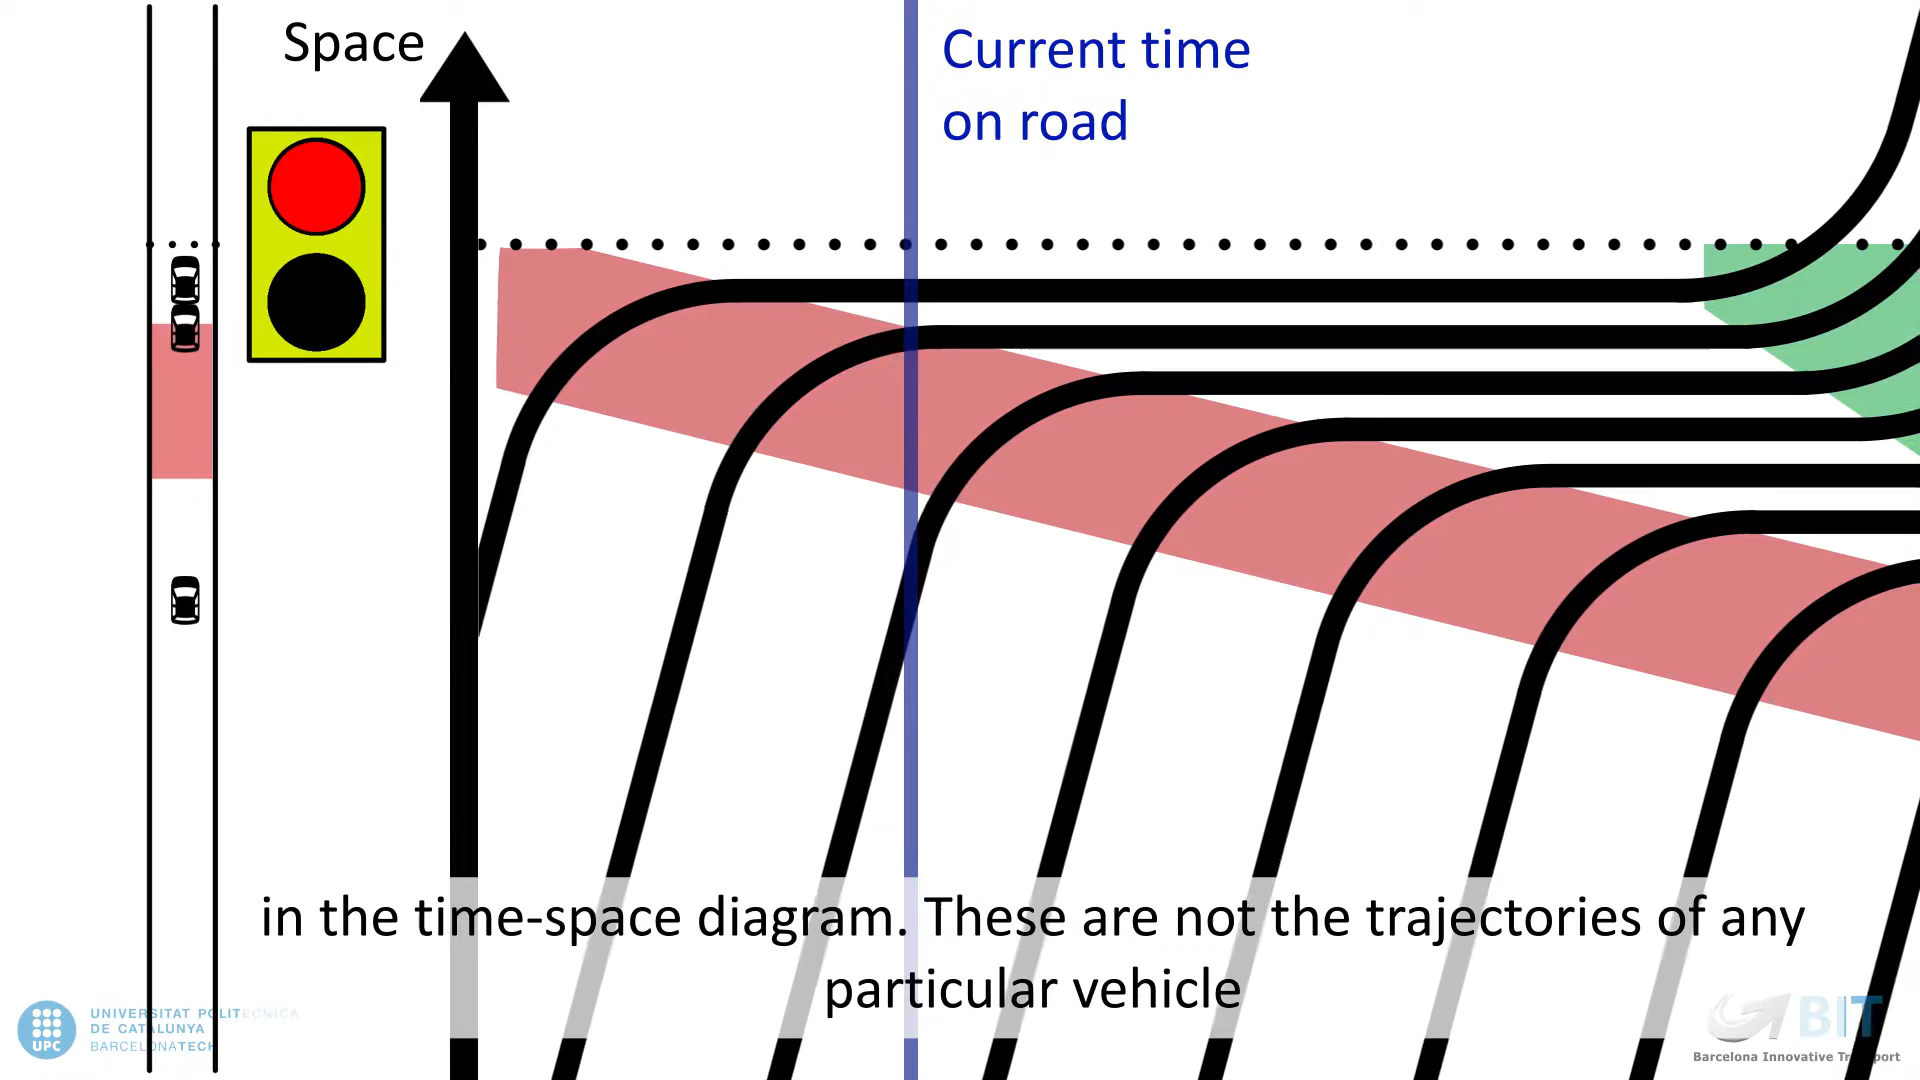 Space
Current time
on road
in the time-space diagram. These are not the trajectories of any
particular vehicle
UNIVERSITAT POLITÈCNICA
DE CATALUNYA
BARCELONATECH
UPC
BIT
Barcelona Innovative Transport